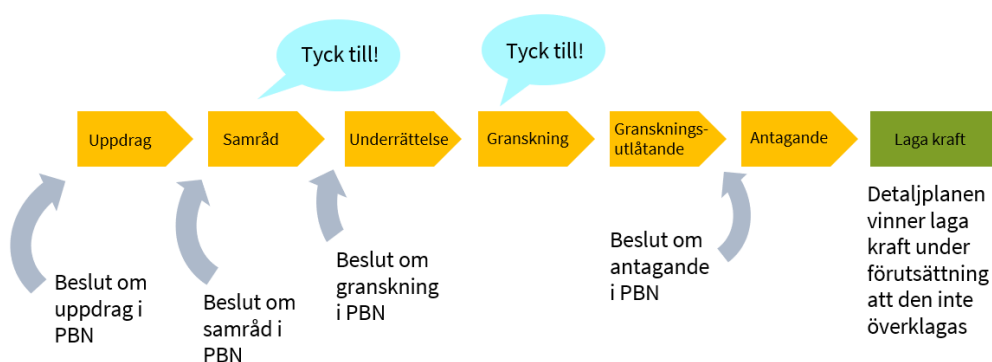 Tyck till!
Tyck till!
Uppdrag
Samråd
Underrättelse
Granskning
Gransknings-
utlåtande
Antagande
Laga kraft
Beslut om
uppdrag i
PBN
Beslut om
samråd i
PBN
Beslut om
granskning
i PBN
Beslut om
antagande
i PBN
Detaljplanen
vinner laga
kraft under
förutsättning
att den inte
överklagas